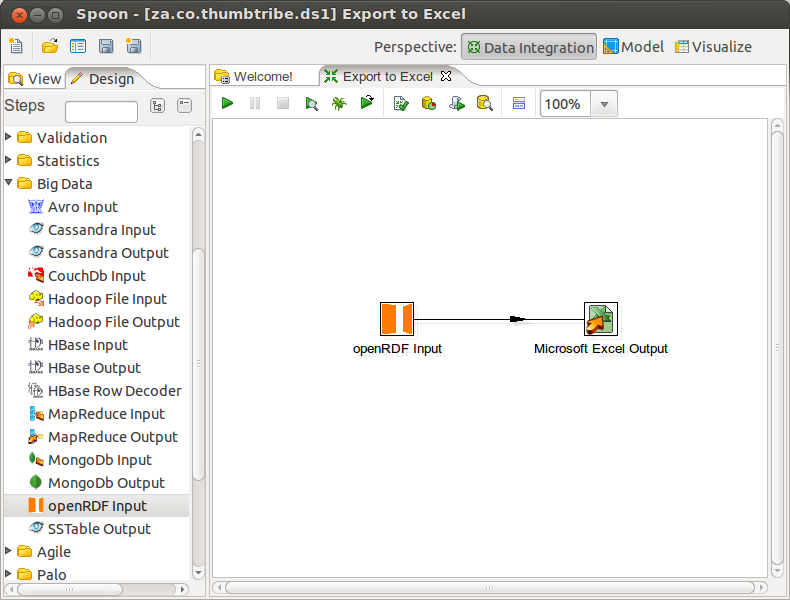 Spoon - [za.co.thumbtribe.ds1] Export to Excel
Perspective: Data Integration Model Visualize
View Design
Welcome! Export to Excel
Steps
100%
Validation
Statistics
Big Data
Avro Input
Cassandra Input
Cassandra Output
CouchDb Input
Hadoop File Input
Hadoop File Output
HBase Input
HBase Output
HBase Row Decoder
MapReduce Input
MapReduce Output
MongoDb Input
MongoDb Output
openRDF Input
SSTable Output
Agile
Palo
openRDF Input
Microsoft Excel Output